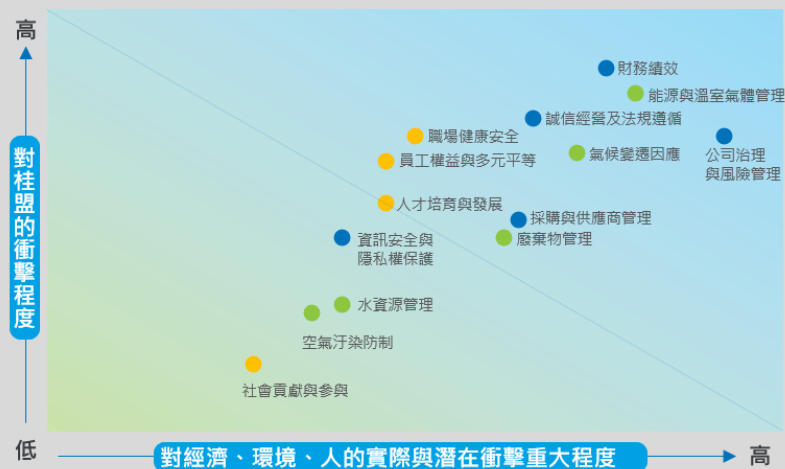 高
財務績效
能源與溫室氣體管理
誠信經營及法規遵循
職場健康安全
員工權益與多元平等
氣候變遷因應
公司治理
與風險管理
人才培育與發展
採購與供應商管理
資訊安全與
隱私權保護
廢棄物管理
水資源管理
空氣汙染防制
社會貢獻與參與
對桂盟的衝擊程度
低
對經濟、環境、人的實際與潛在衝擊重大程度
高